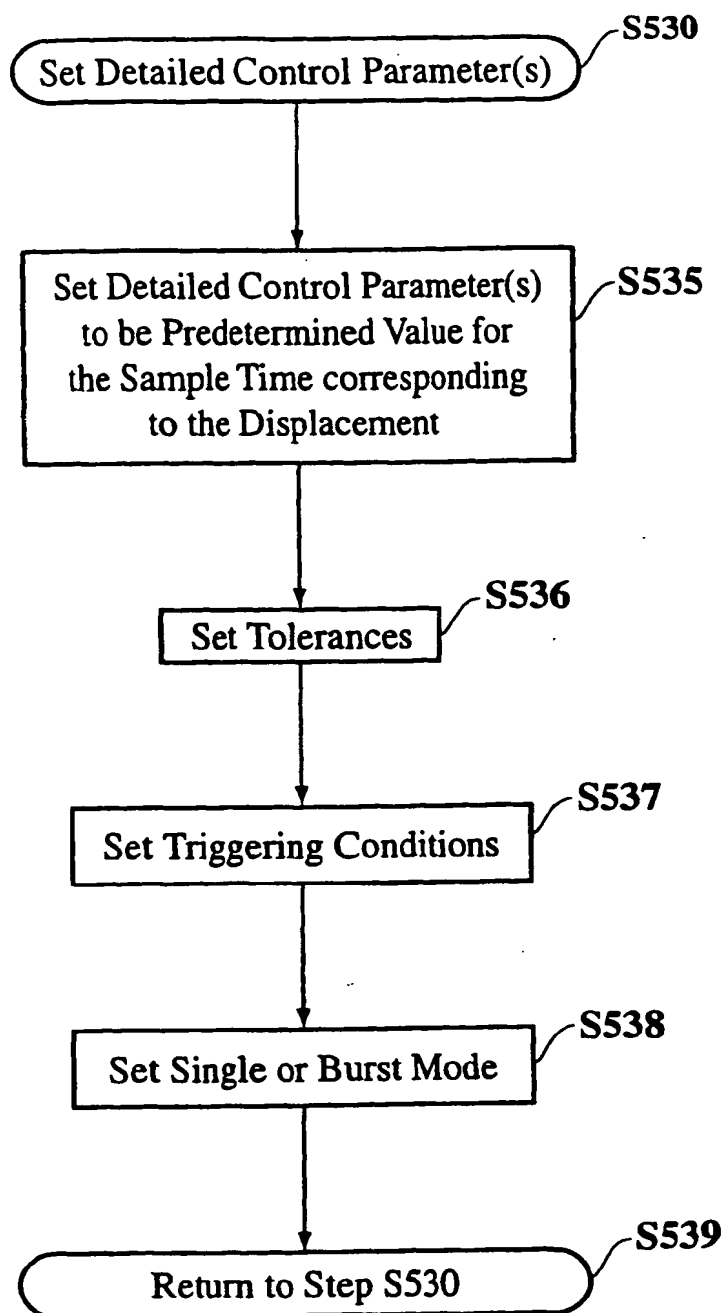 S530
Set Detailed Control Parameter(s)
S535
Set Detailed Control Parameter(s)
to be Predetermined Value for
the Sample Time corresponding
to the Displacement
S536
Set Tolerances
S537
Set Triggering Conditions
S538
Set Single or Burst Mode
S539
Return to Step S530